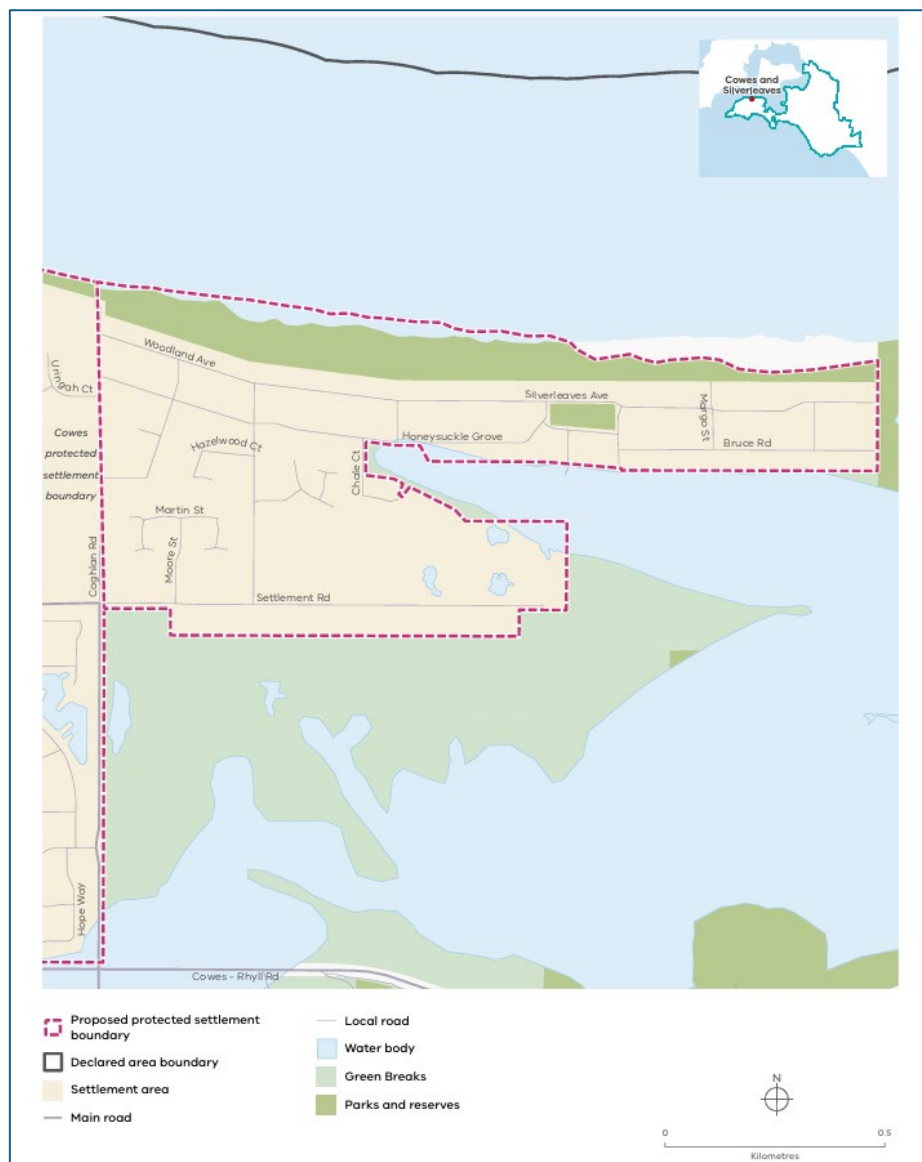 Cowes and
Silverleaves
Woodland Ave
Uringah Ct
Silverleaves Ave
Margo St
Cowes
protected
settlement
boundary
Hazelwood Ct
Honeysuckle Grove
Bruce Rd
Chale Ct
Martin St
Moore St
Coghlan Rd
Settlement Rd
Hope Way
Cowes - Rhyll Rd
Proposed protected settlement
boundary
Declared area boundary
Settlement area
Main road
Local road
Water body
Green Breaks
Parks and reserves
N
0
0.5
Kilometres